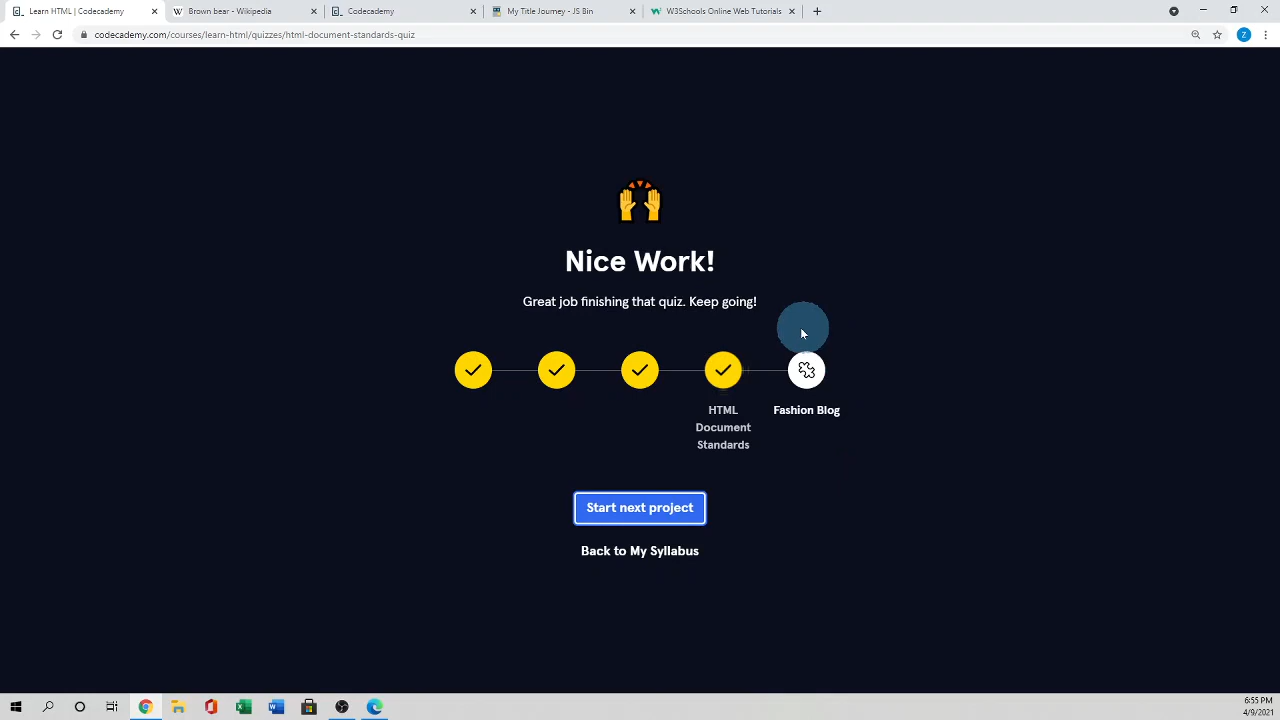 Learn HTML | Codecademy
Brown bear - Wikipedia
Codecademy
My Title Journey - JS Bin
W3Schools Online Web Tutorials
codecademy.com/courses/learn-html/quizzes/html-document-standards-quiz
Z
Nice Work!
Great job finishing that quiz. Keep going!
HTML
Document
Standards
Fashion Blog
Start next project
Back to My Syllabus
6:55 PM
4/9/2021